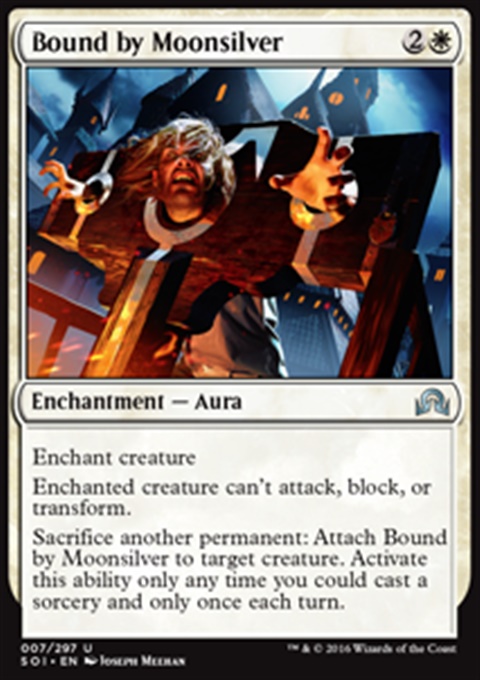 Bound by Moonsilver 2
Enchantment — Aura
Enchant creature
Enchanted creature can't attack, block, or
transform.
Sacrifice another permanent: Attach Bound
by Moonsilver to target creature. Activate
this ability only any time you could cast a
sorcery and only once each turn.
007/297 U
SOI • EN Joseph Meehan
™ & © 2016 Wizards of the Coast